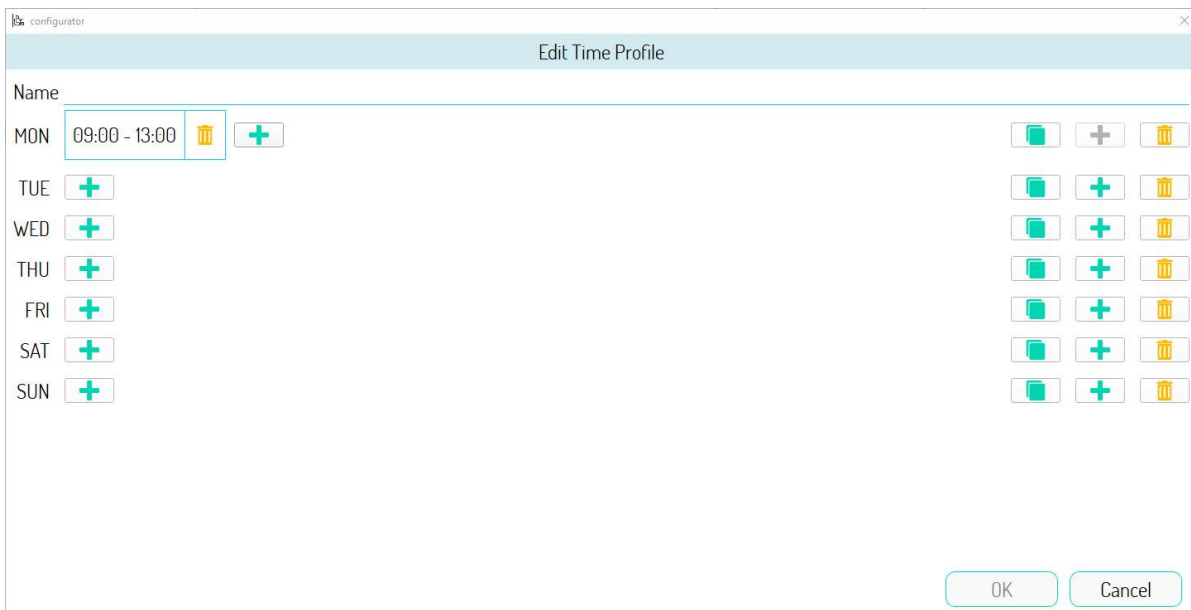 configurator
Edit Time Profile
Name
MON 09:00 - 13:00
TUE
WED
THU
FRI
SAT
SUN
OK Cancel